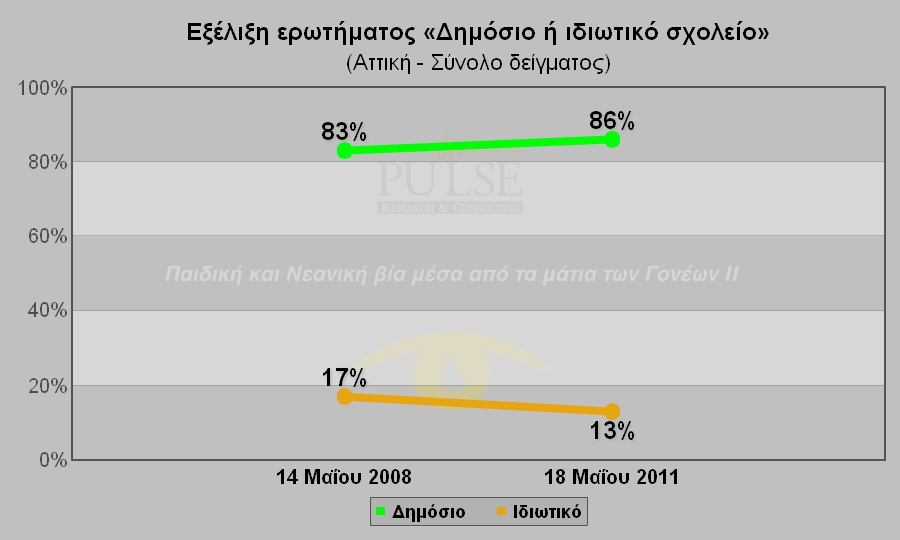 Εξέλιξη ερωτήματος «Δημόσιο ή ιδιωτικό σχολείο»
(Αττική - Σύνολο δείγματος)
100%
80%
60%
40%
20%
0%
83%
86%
PULSE
RESEARCH & CONSULTING
Παιδική και Νεανική βία μέσα από τα μάτια των Γονέων ΙΙ
17%
13%
14 Μαΐου 2008
18 Μαΐου 2011
Δημόσιο
Ιδιωτικό